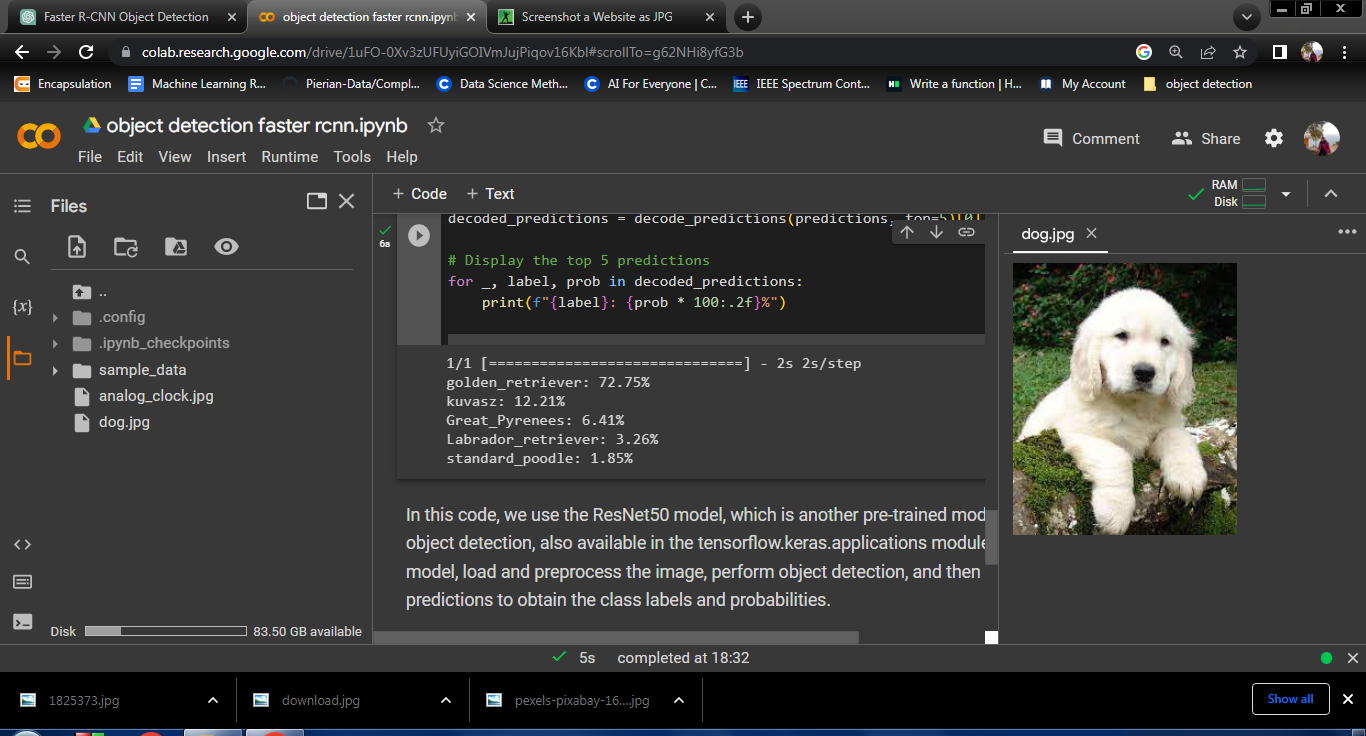 Faster R-CNN Object Detection
object detection faster rcnn.ipynb
Screenshot a Website as JPG
colab.research.google.com/drive/1uFO-0Xv3zUFUyiGOIVmJujPiqov16KbI#scrollTo=g62NHi8yfG3b
Encapsulation
Machine Learning R...
Pierian-Data/Compl...
Data Science Meth...
AI For Everyone | C...
IEEE
IEEE Spectrum Cont...
Write a function | H...
My Account
object detection
object detection faster rcnn.ipynb
Comment
Share
File Edit View Insert Runtime Tools Help
Files
+ Code + Text
RAM
Disk
..
.config
.ipynb_checkpoints
sample_data
analog_clock.jpg
dog.jpg
Disk
83.50 GB available
6s
decoded_predictions = decode_predictions(predictions, top=5)[0]
# Display the top 5 predictions
for _, label, prob in decoded_predictions:
print(f"{label}: {prob * 100:.2f}%")
1/1 [==============================] - 2s 2s/step
golden_retriever: 72.75%
kuvasz: 12.21%
Great_Pyrenees: 6.41%
Labrador_retriever: 3.26%
standard_poodle: 1.85%
In this code, we use the ResNet50 model, which is another pre-trained mod
object detection, also available in the tensorflow.keras.applications module
model, load and preprocess the image, perform object detection, and then
predictions to obtain the class labels and probabilities.
dog.jpg
5s completed at 18:32
1825373.jpg
download.jpg
pexels-pixabay-16....jpg
Show all